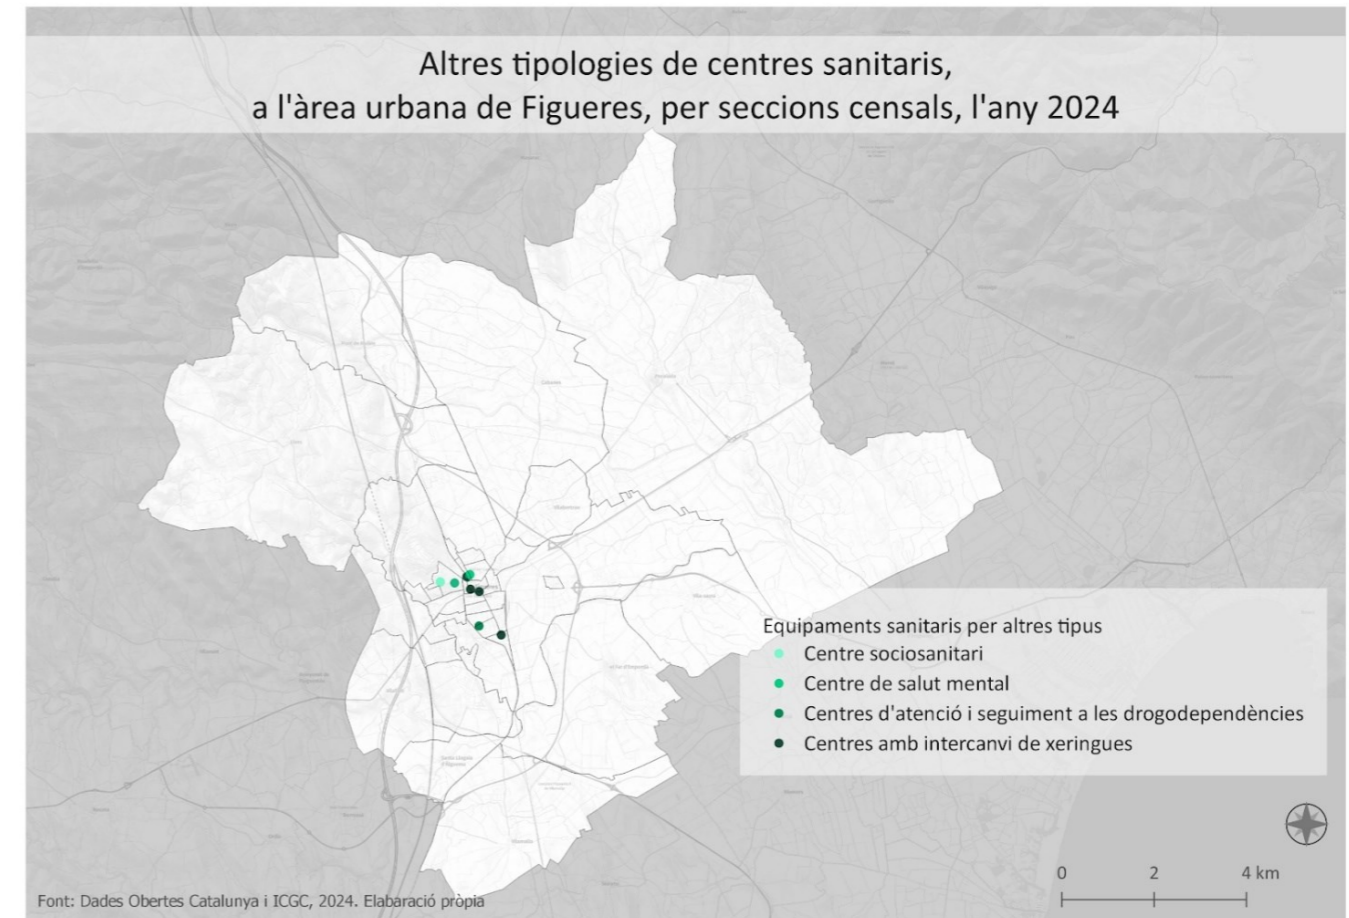 Altres tipologies de centres sanitaris,
a l'àrea urbana de Figueres, per seccions censals, l'any 2024
Equipaments sanitaris per altres tipus
Centre sociosanitari
Centre de salut mental
Centres d'atenció i seguiment a les drogodependències
Centres amb intercanvi de xeringues
0 2 4 km
Font: Dades Obertes Catalunya i ICGC, 2024. Elabaració pròpia